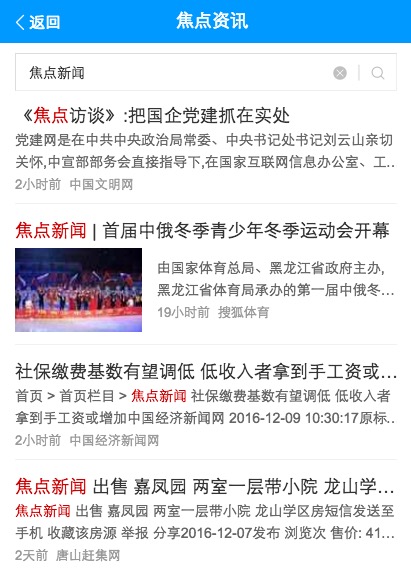 返回
焦点资讯
焦点新闻
《焦点访谈》:把国企党建抓在实处
党建网是在中共中央政治局常委、中央书记处书记刘云山亲切
关怀,中宣部部务会直接指导下,在国家互联网信息办公室、工..
2小时前 中国文明网
焦点新闻 | 首届中俄冬季青少年冬季运动会开幕
由国家体育总局、黑龙江省政府主办,
黑龙江省体育局承办的第一届中俄冬...
19小时前 搜狐体育
社保缴费基数有望调低 低收入者拿到手工资或...
首页 > 首页栏目 > 焦点新闻 社保缴费基数有望调低 低收入者
拿到手工资或增加中国经济新闻网 2016-12-09 10:30:17原标..
2小时前 中国经济新闻网
焦点新闻 出售 嘉凤园 两室一层带小院 龙山学...
焦点新闻 出售 嘉凤园 两室一层带小院 龙山学区房短信发送至
手机 收藏该房源 举报 分享2016-12-07发布 浏览次 售价: 41...
2天前 唐山赶集网